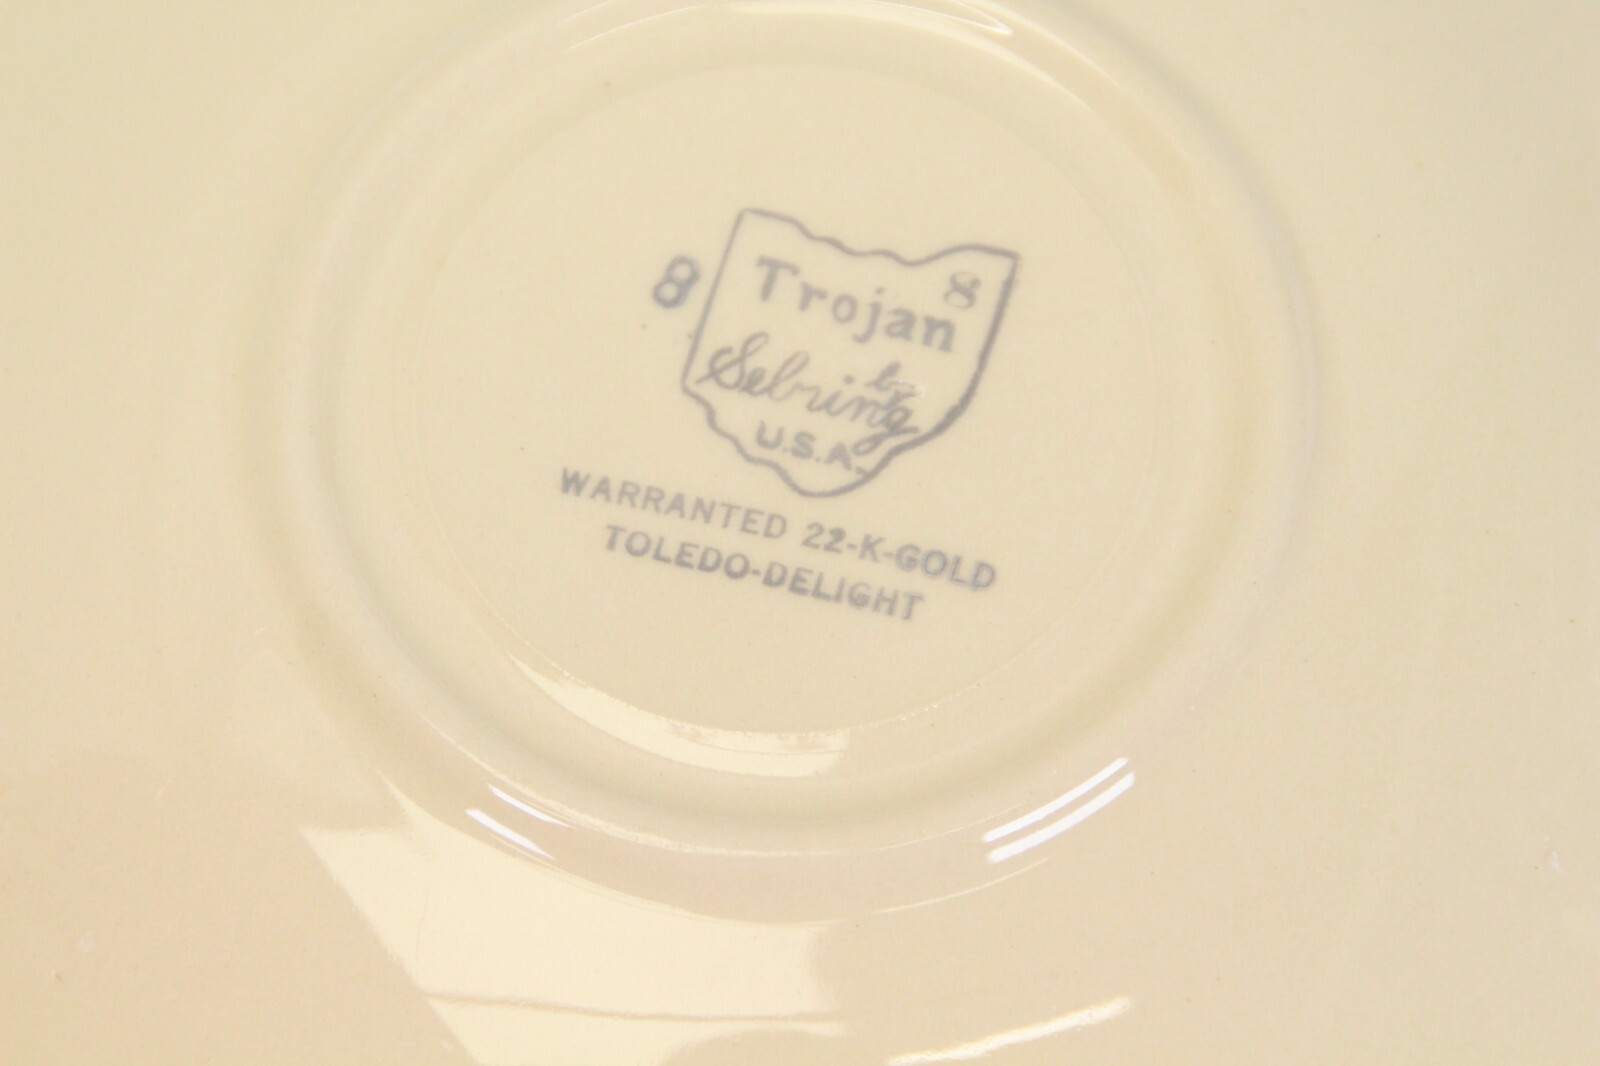 8
Trojan 8
by
Sebring
U.S.A.
WARRANTED 22-K-GOLD
TOLEDO-DELIGHT